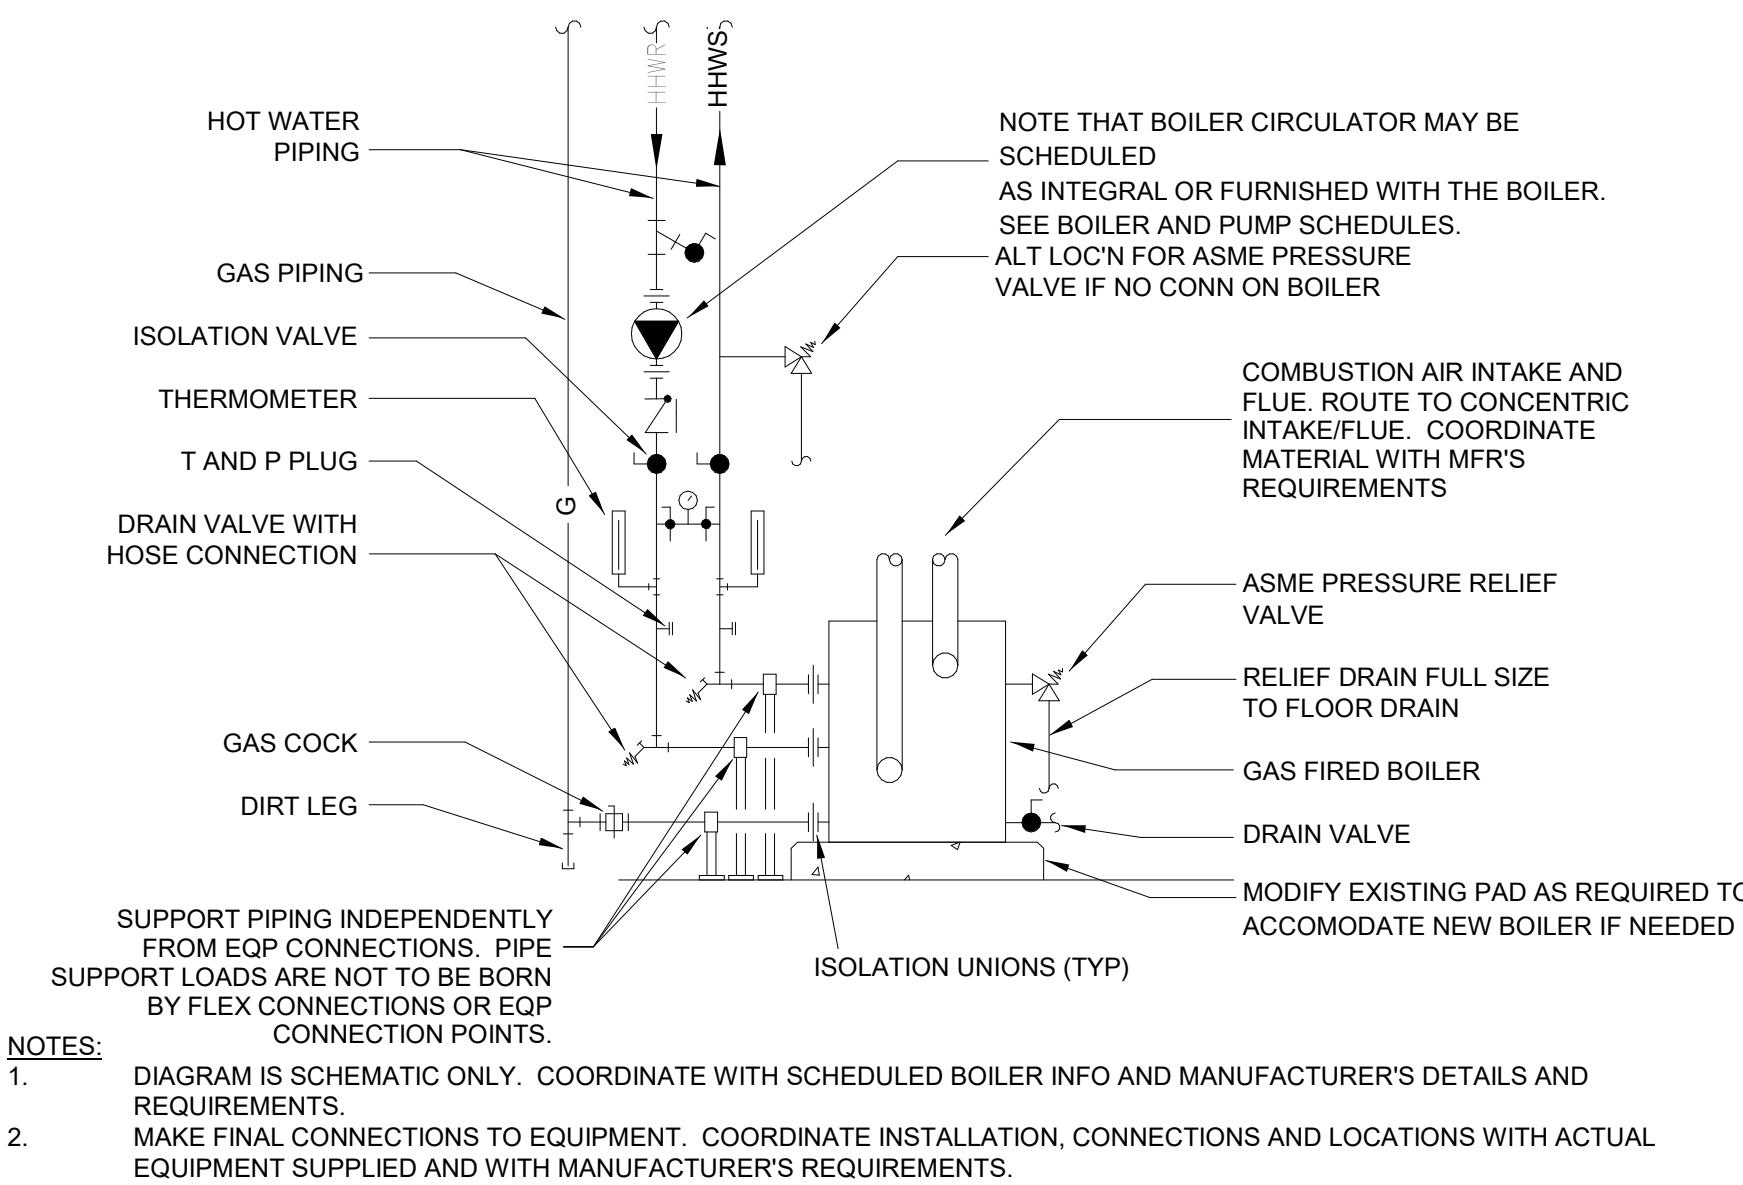 HHWR
HHWS
HOT WATER
PIPING
GAS PIPING
ISOLATION VALVE
THERMOMETER
T AND P PLUG
DRAIN VALVE WITH
HOSE CONNECTION
G
GAS COCK
DIRT LEG
SUPPORT PIPING INDEPENDENTLY
FROM EQP CONNECTIONS. PIPE
SUPPORT LOADS ARE NOT TO BE BORN
BY FLEX CONNECTIONS OR EQP
CONNECTION POINTS.
NOTE THAT BOILER CIRCULATOR MAY BE
SCHEDULED
AS INTEGRAL OR FURNISHED WITH THE BOILER.
SEE BOILER AND PUMP SCHEDULES.
ALT LOC'N FOR ASME PRESSURE
VALVE IF NO CONN ON BOILER
COMBUSTION AIR INTAKE AND
FLUE. ROUTE TO CONCENTRIC
INTAKE/FLUE. COORDINATE
MATERIAL WITH MFR'S
REQUIREMENTS
ASME PRESSURE RELIEF
VALVE
RELIEF DRAIN FULL SIZE
TO FLOOR DRAIN
GAS FIRED BOILER
DRAIN VALVE
MODIFY EXISTING PAD AS REQUIRED TO
ACCOMODATE NEW BOILER IF NEEDED
ISOLATION UNIONS (TYP)
NOTES:
1. DIAGRAM IS SCHEMATIC ONLY. COORDINATE WITH SCHEDULED BOILER INFO AND MANUFACTURER'S DETAILS AND
REQUIREMENTS.
2. MAKE FINAL CONNECTIONS TO EQUIPMENT. COORDINATE INSTALLATION, CONNECTIONS AND LOCATIONS WITH ACTUAL
EQUIPMENT SUPPLIED AND WITH MANUFACTURER'S REQUIREMENTS.